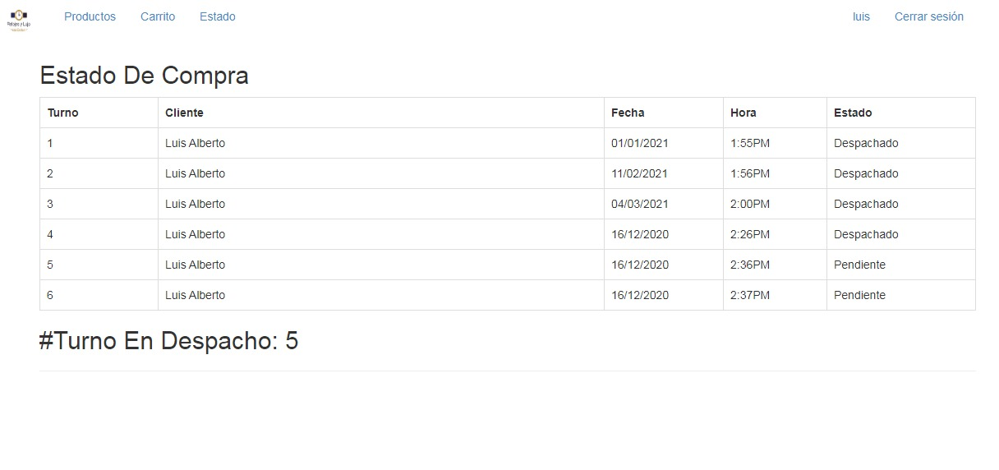 Productos Carrito Estado luis Cerrar sesión
Estado De Compra
Turno Cliente Fecha Hora Estado
1 Luis Alberto 01/01/2021 1:55PM Despachado
2 Luis Alberto 11/02/2021 1:56PM Despachado
3 Luis Alberto 04/03/2021 2:00PM Despachado
4 Luis Alberto 16/12/2020 2:26PM Despachado
5 Luis Alberto 16/12/2020 2:36PM Pendiente
6 Luis Alberto 16/12/2020 2:37PM Pendiente
#Turno En Despacho: 5